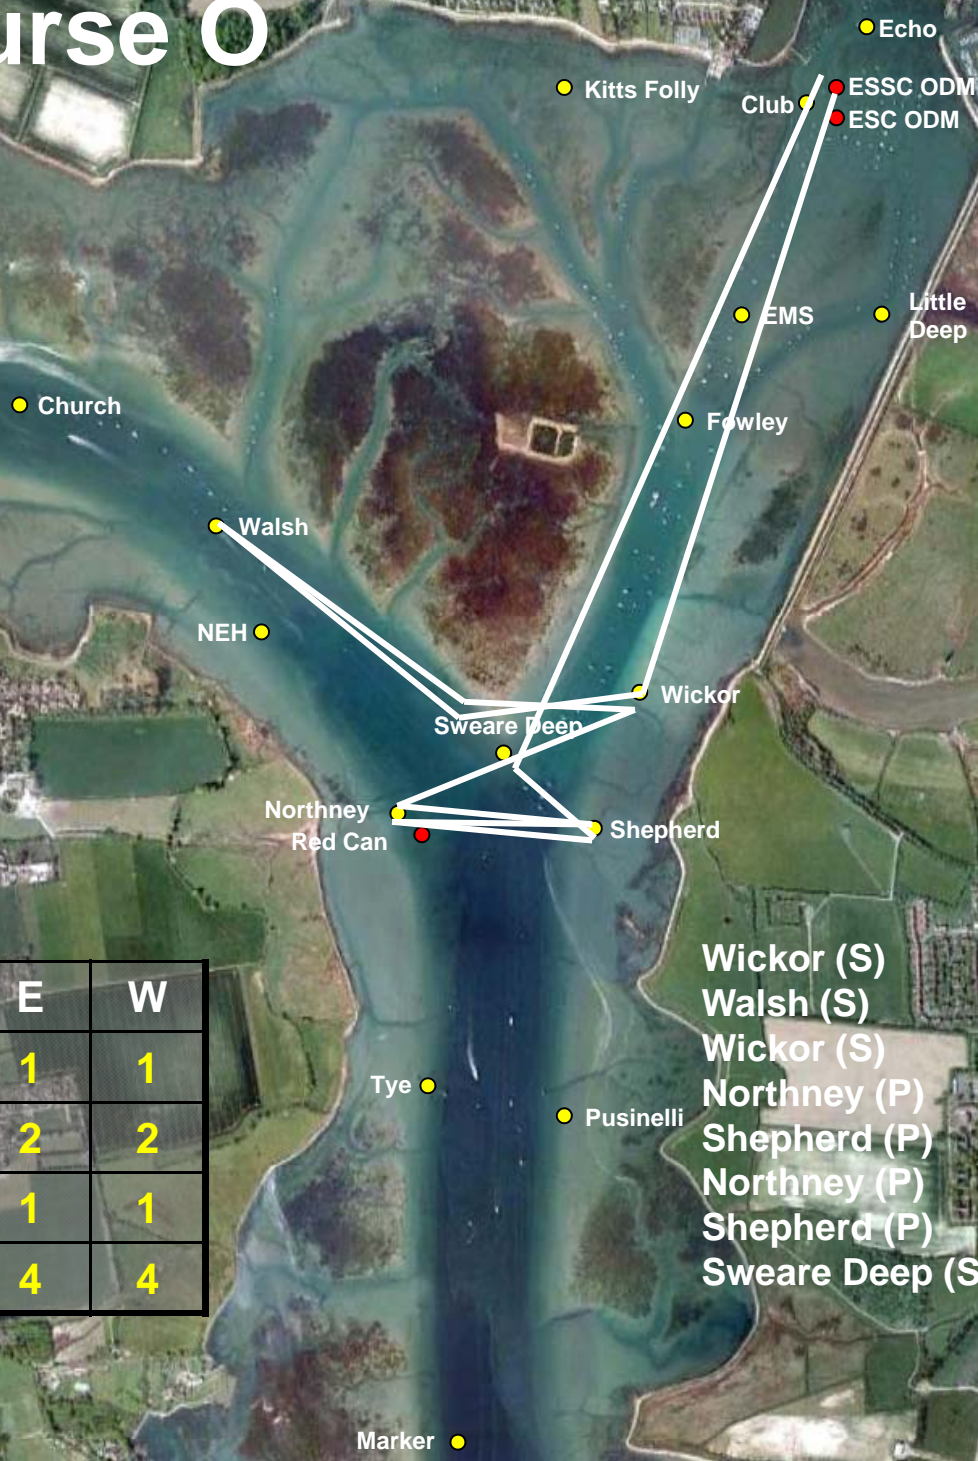 urse O
Echo
Kitts Folly
ESSC ODM
Club
ESC ODM
EMS
Little
Deep
Church
Fowley
Walsh
NEH
Wickor
Sweare Deep
Northney
Shepherd
Red Can
E W
1 1
2 2
1 1
4 4
Wickor (S)
Walsh (S)
Wickor (S)
Northney (P)
Shepherd (P)
Northney (P)
Shepherd (P)
Sweare Deep (S
Tye
Pusinelli
Marker